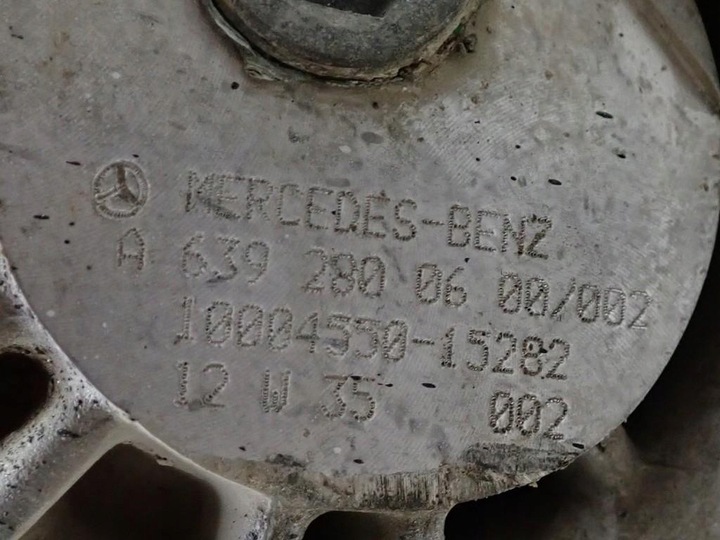 MERCEDES-BENZ
A 639 280 06 00/002
10004550-15282
12 W 35 002